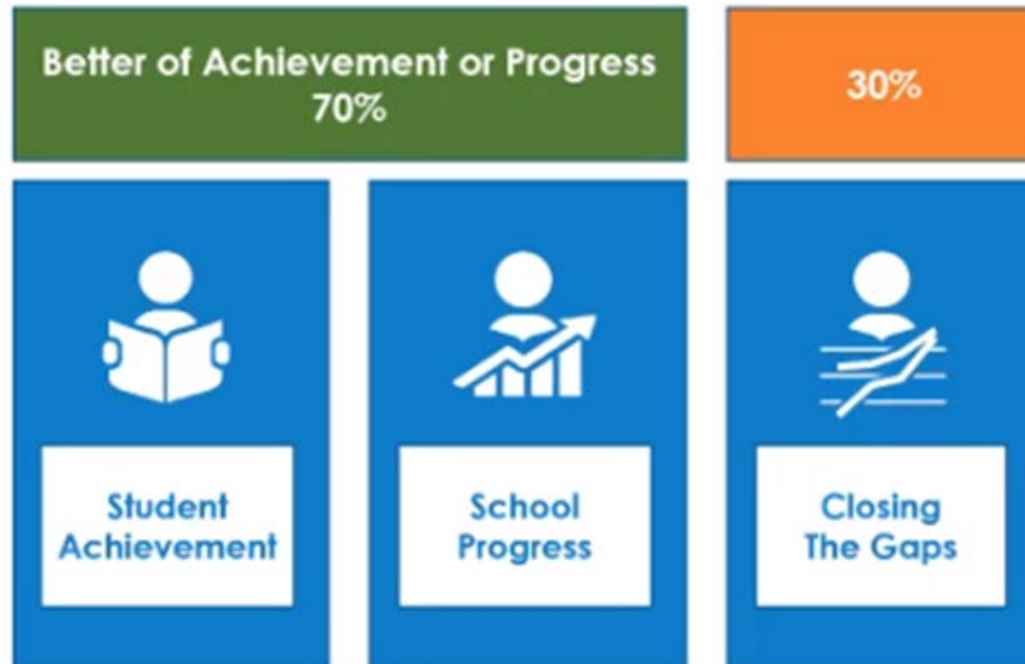 Better of Achievement or Progress
70%
30%
Student
Achievement
School
Progress
Closing
The Gaps